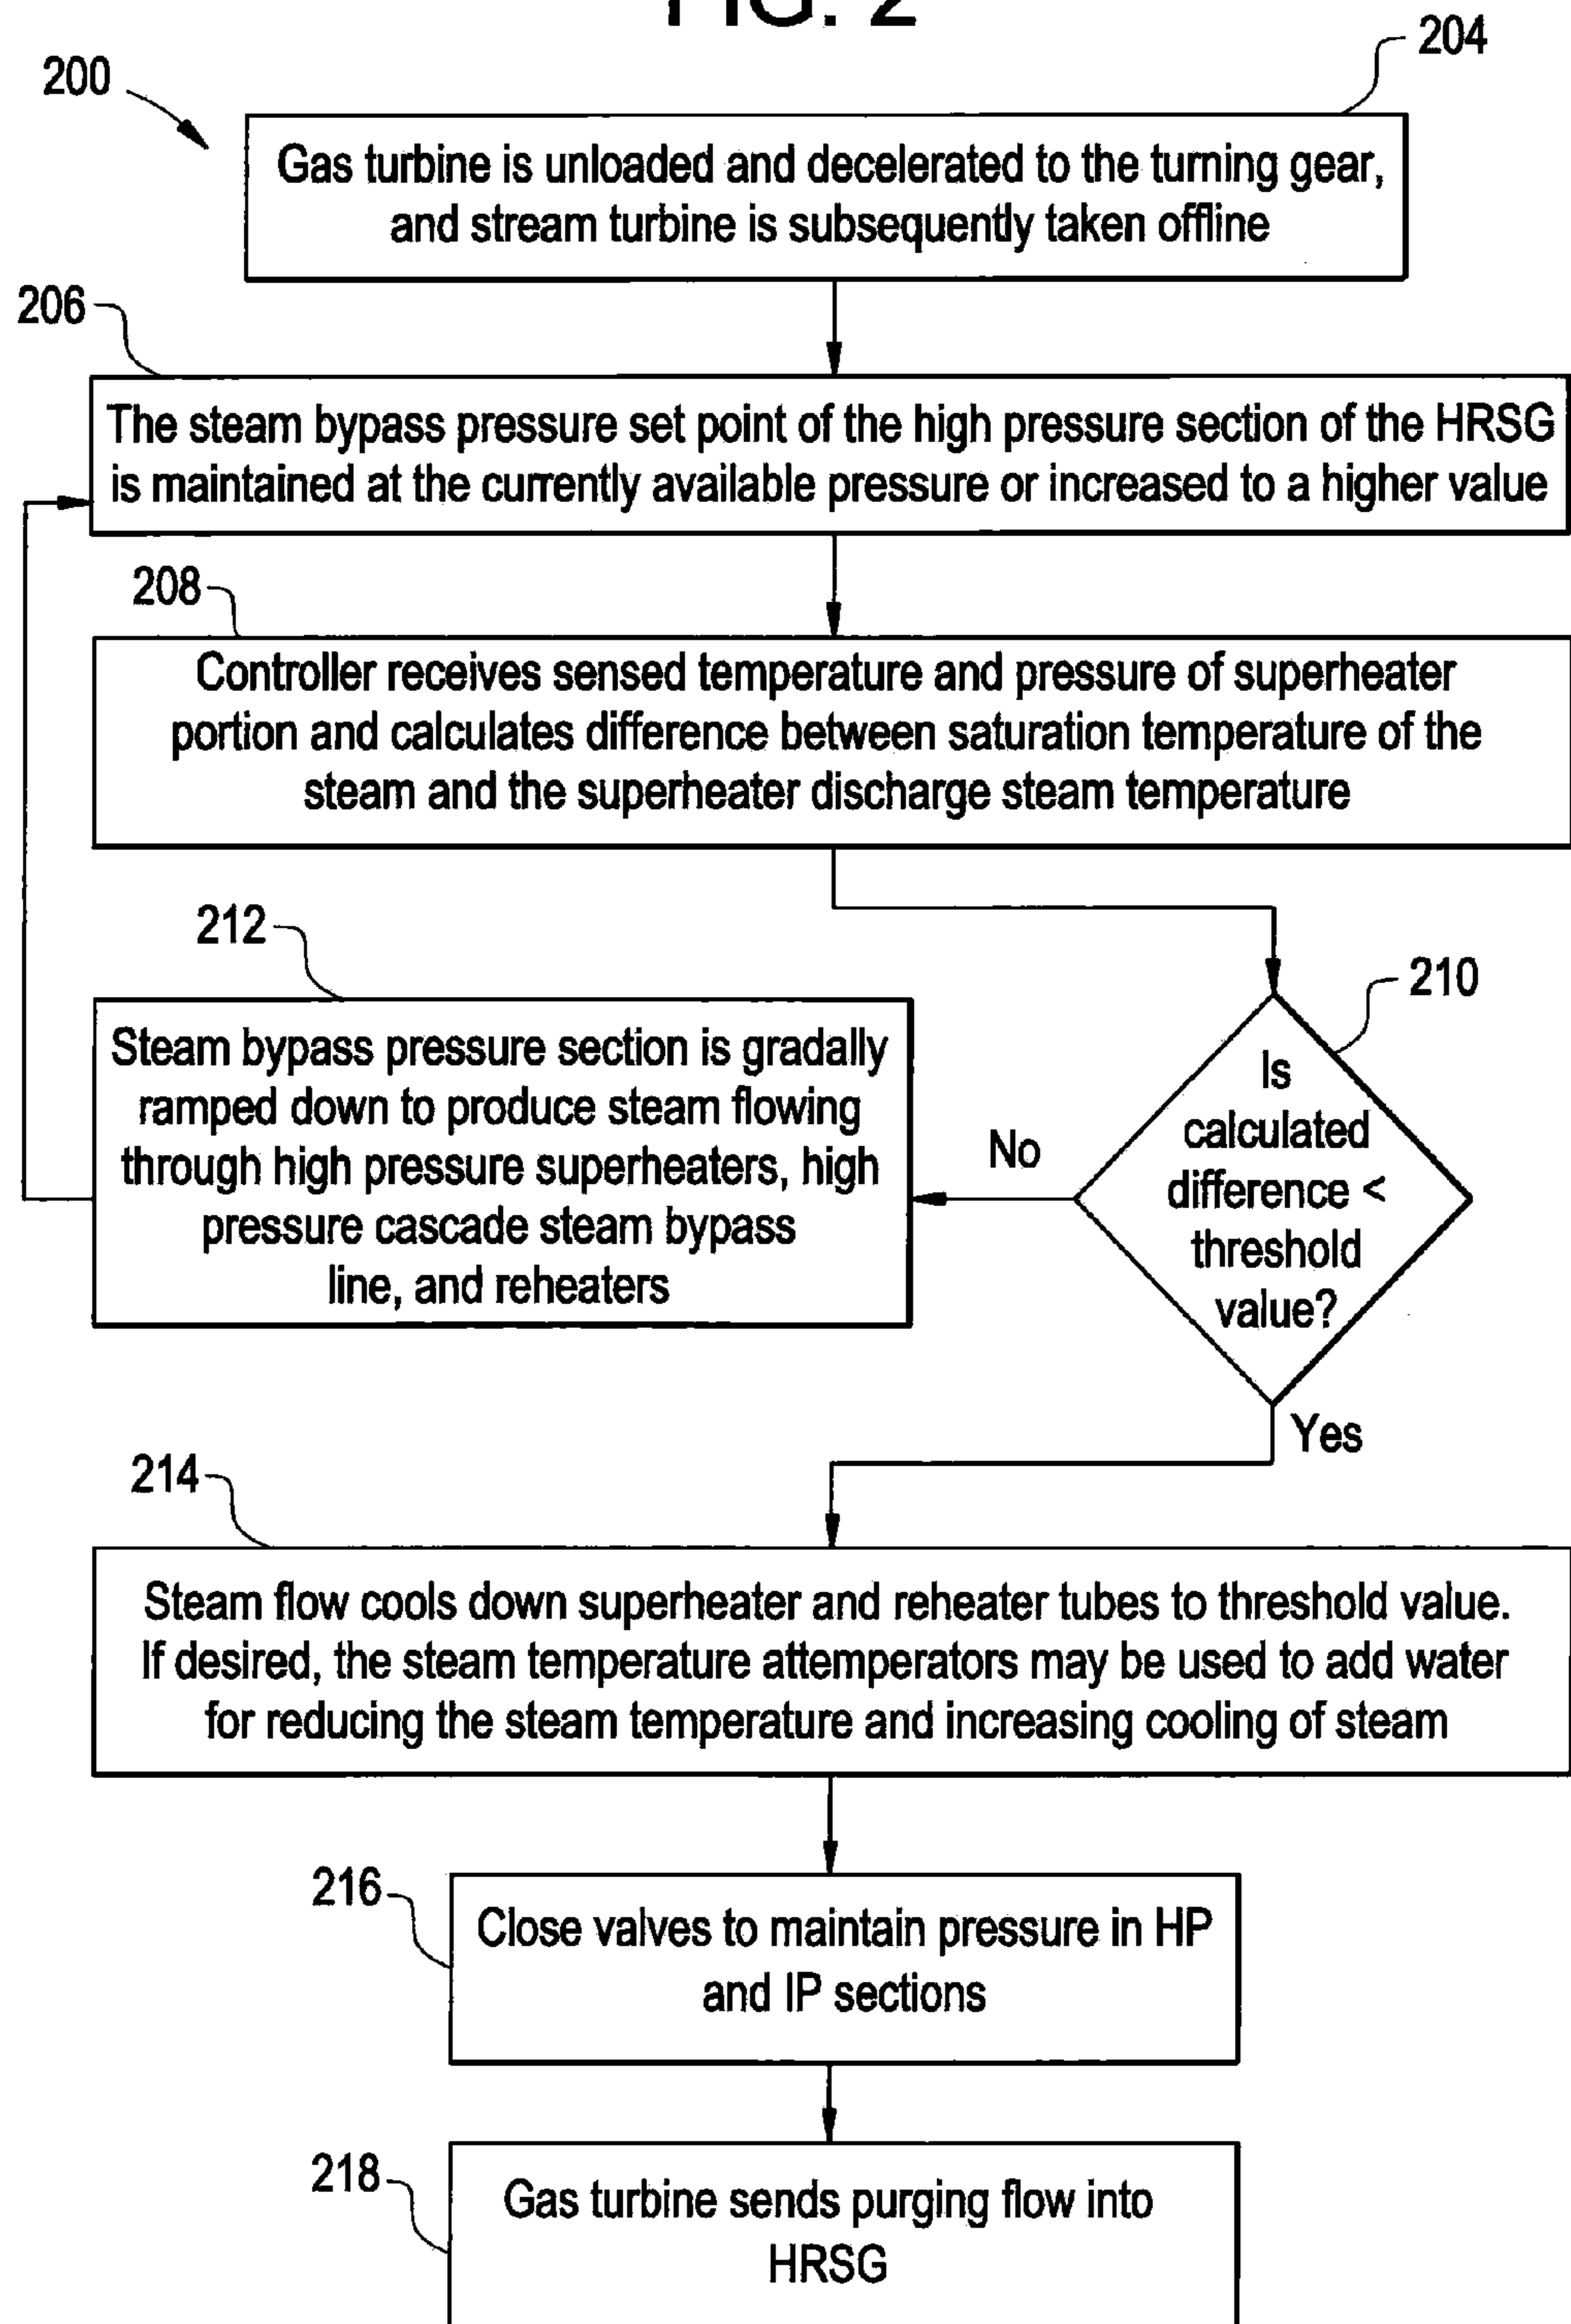 FIG. 2
200
204
Gas turbine is unloaded and decelerated to the turning gear,
and stream turbine is subsequently taken offline
206
The steam bypass pressure set point of the high pressure section of the HRSG
is maintained at the currently available pressure or increased to a higher value
208
Controller receives sensed temperature and pressure of superheater
portion and calculates difference between saturation temperature of the
steam and the superheater discharge steam temperature
210
Is
calculated
difference <
threshold
value?
No
212
Steam bypass pressure section is gradally
ramped down to produce steam flowing
through high pressure superheaters, high
pressure cascade steam bypass
line, and reheaters
Yes
214
Steam flow cools down superheater and reheater tubes to threshold value.
If desired, the steam temperature attemperators may be used to add water
for reducing the steam temperature and increasing cooling of steam
216
Close valves to maintain pressure in HP
and IP sections
218
Gas turbine sends purging flow into
HRSG